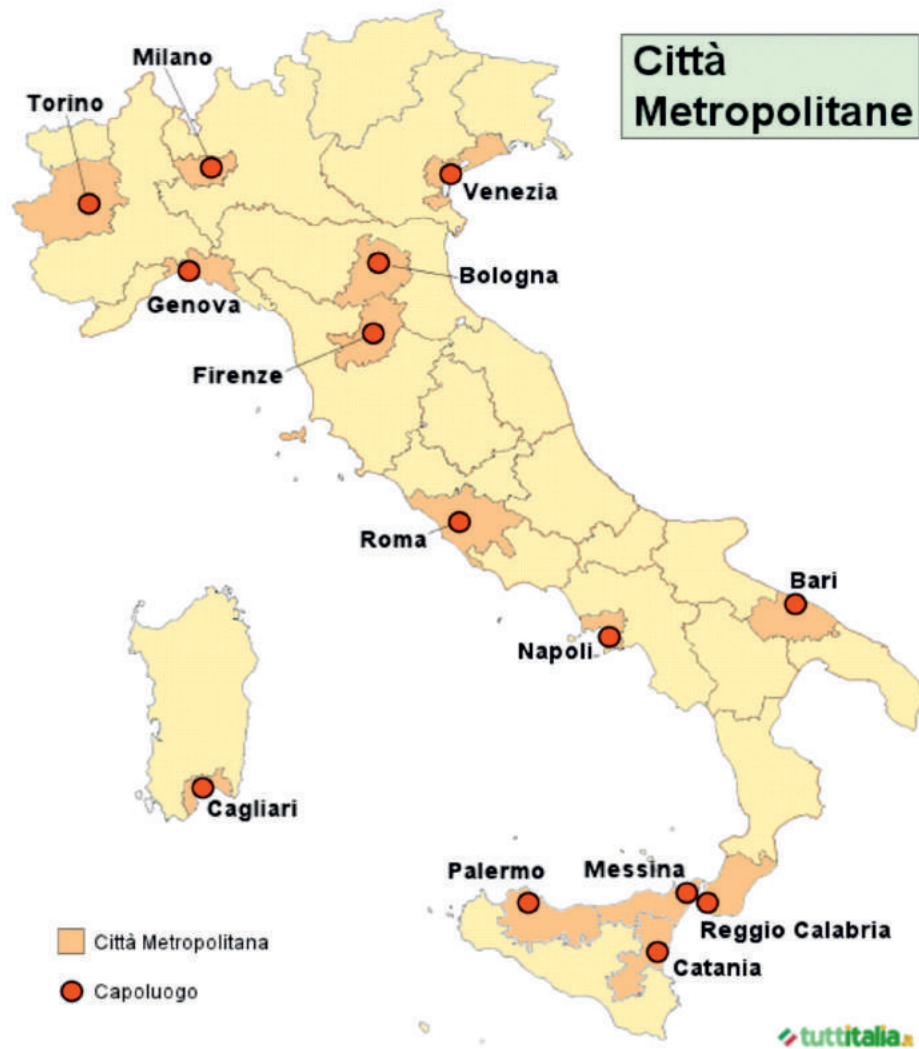 Città
Metropolitane
Milano
Torino
Venezia
Bologna
Genova
Firenze
Roma
Bari
Napoli
Cagliari
Palermo
Messina
Reggio Calabria
Catania
Città Metropolitana
Capoluogo
tuttitalia.it